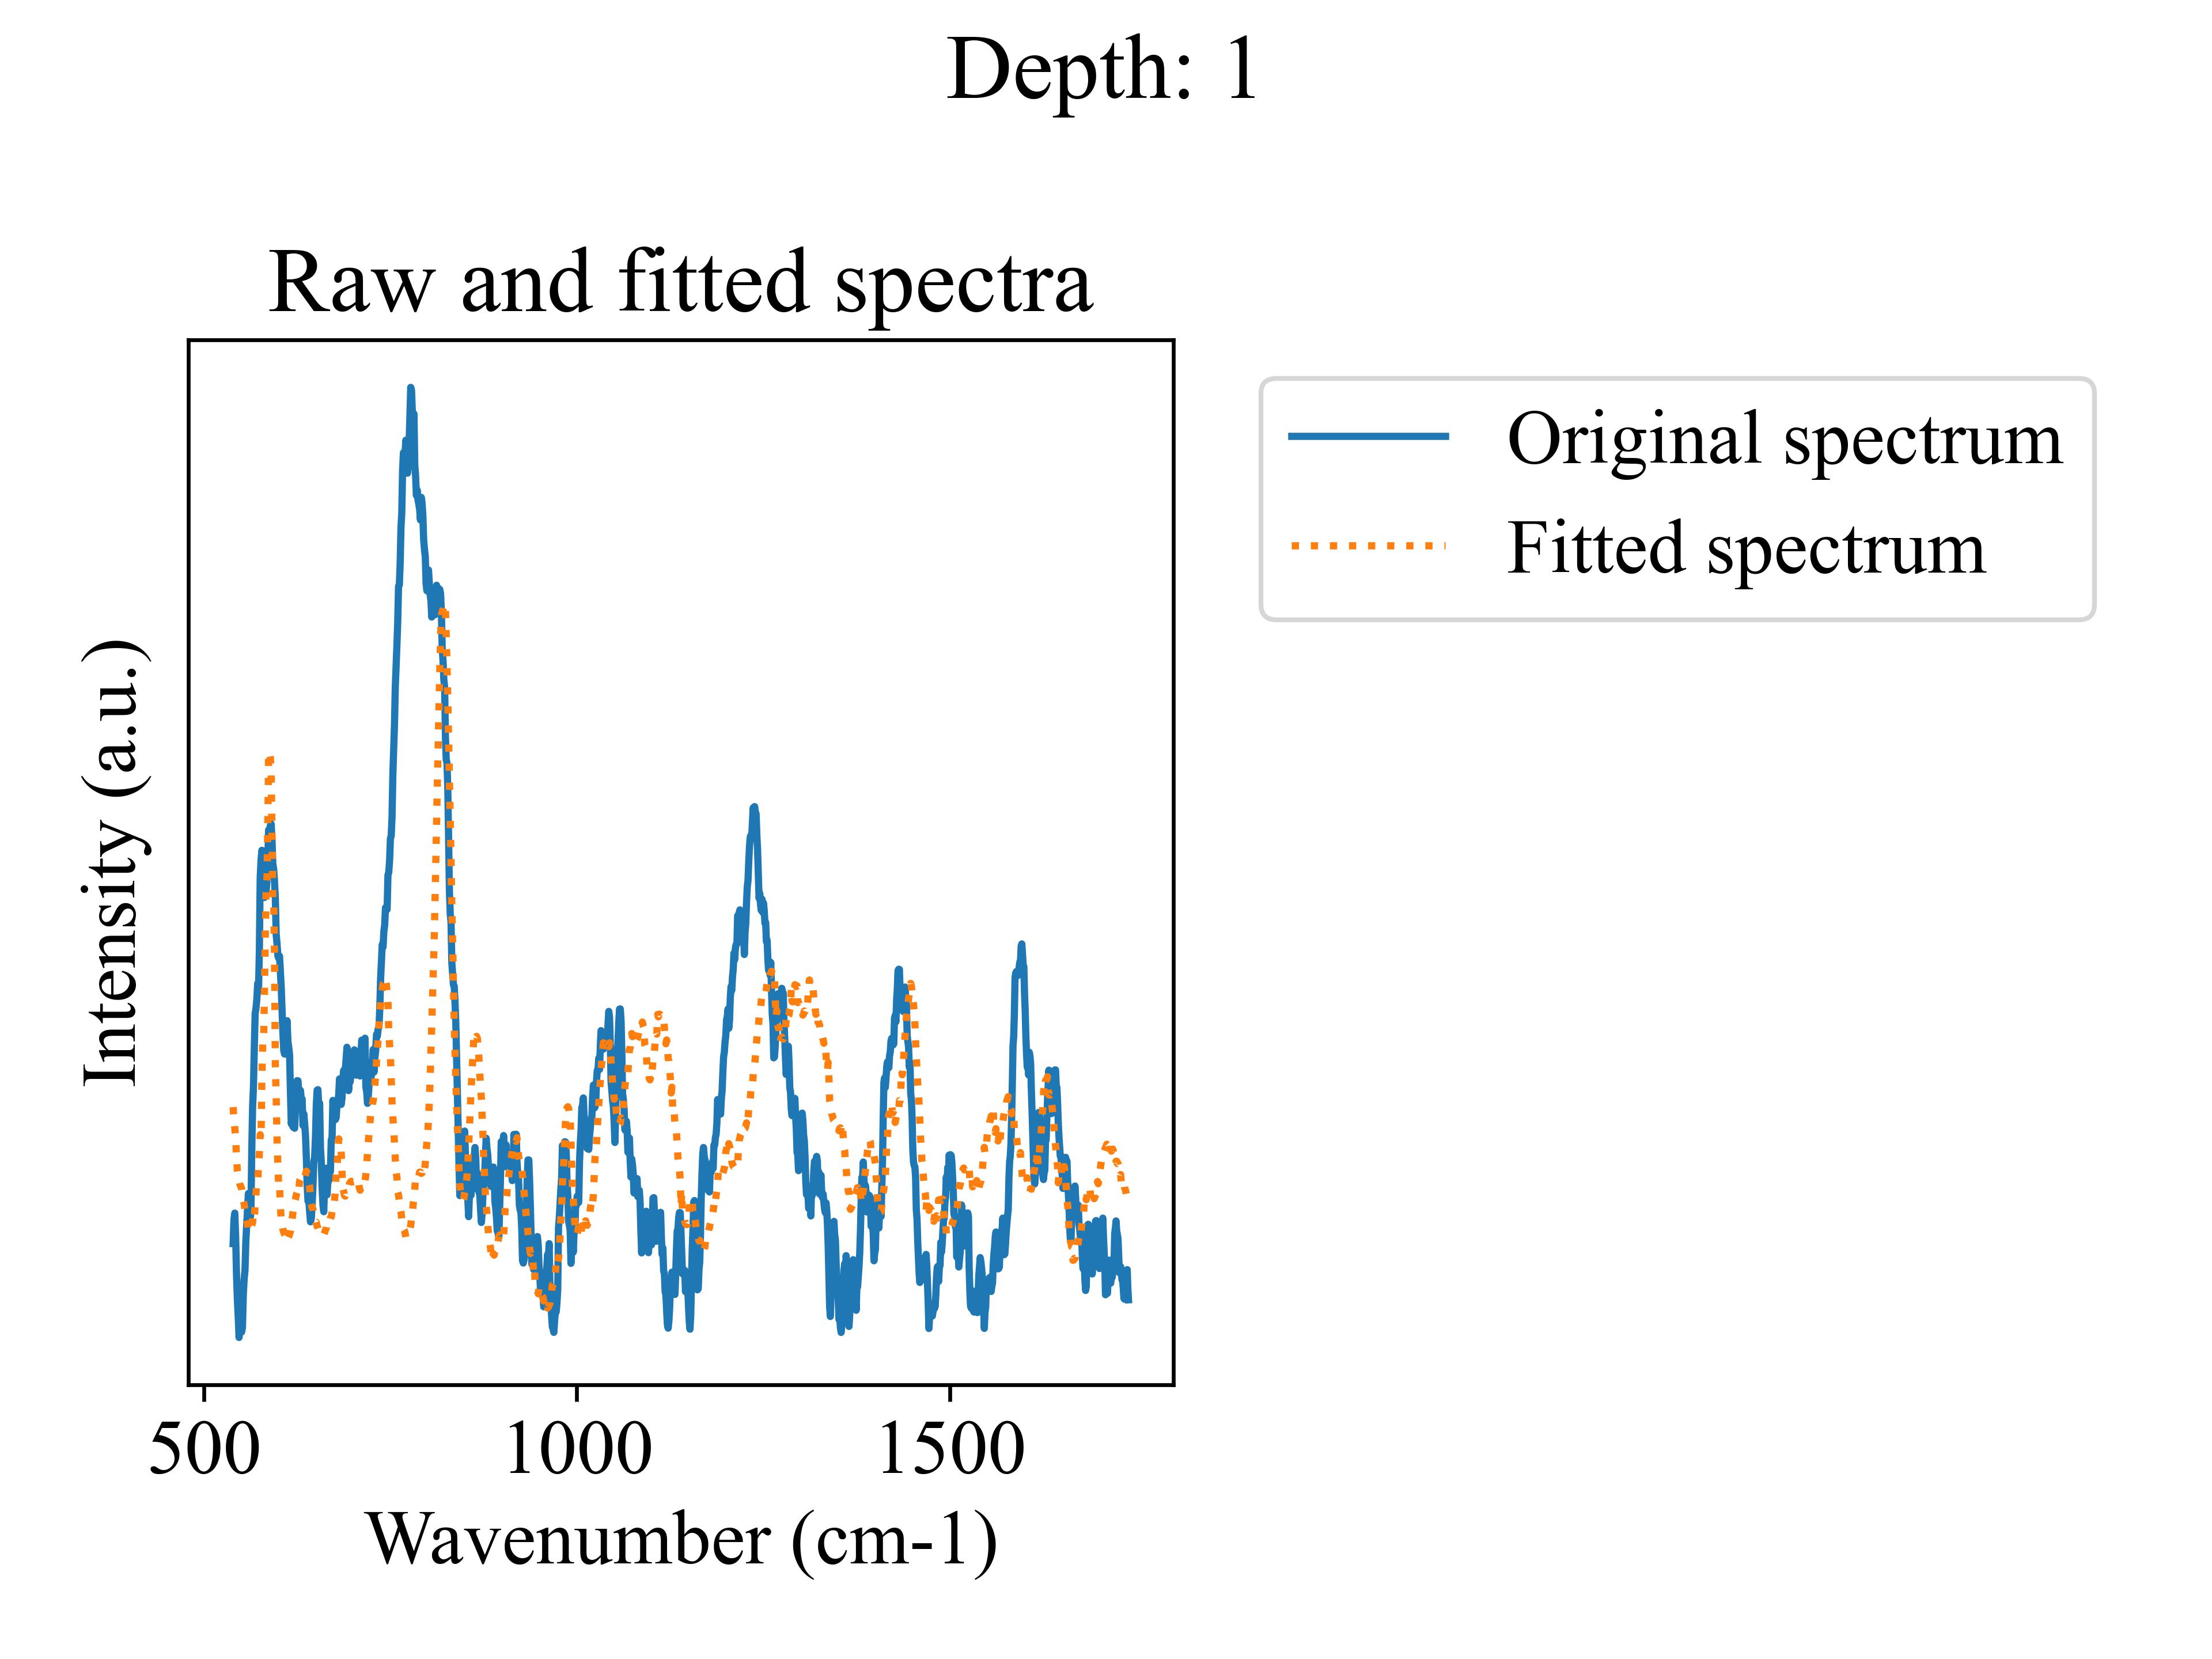 Depth: 1
Raw and fitted spectra
Original spectrum
Fitted spectrum
Intensity (a.u.)
500 1000 1500
Wavenumber (cm-1)